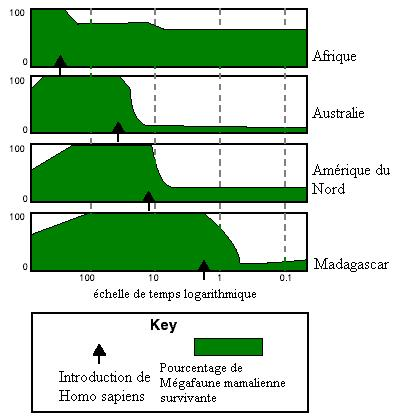 100
0
Afrique
100
0
Australie
100
0
Amérique du
Nord
100
0
Madagascar
100 10 1 0.1
échelle de temps logarithmique
Key
Introduction de
Homo sapiens
Pourcentage de
Mégafaune mamalienne
survivante